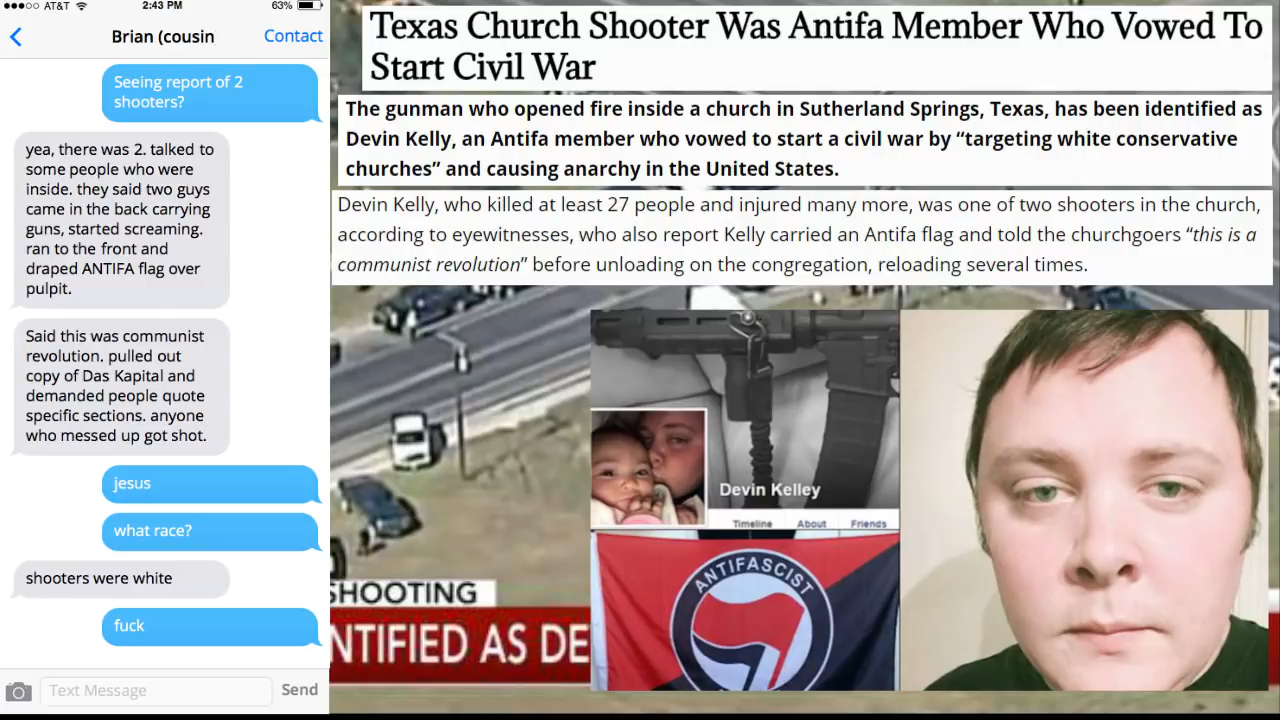 AT&T 2:43 PM 63%
Brian (cousin Contact
Seeing report of 2
shooters?
yea, there was 2. talked to
some people who were
inside. they said two guys
came in the back carrying
guns, started screaming.
ran to the front and
draped ANTIFA flag over
pulpit.
Said this was communist
revolution. pulled out
copy of Das Kapital and
demanded people quote
specific sections. anyone
who messed up got shot.
jesus
what race?
shooters were white
fuck
Text Message Send
Texas Church Shooter Was Antifa Member Who Vowed To
Start Civil War
The gunman who opened fire inside a church in Sutherland Springs, Texas, has been identified as
Devin Kelly, an Antifa member who vowed to start a civil war by “targeting white conservative
churches” and causing anarchy in the United States.
Devin Kelly, who killed at least 27 people and injured many more, was one of two shooters in the church,
according to eyewitnesses, who also report Kelly carried an Antifa flag and told the churchgoers “this is a
communist revolution” before unloading on the congregation, reloading several times.
Devin Kelley
Timeline About Friends
ANTIFASCIST
SHOOTING
NTIFIED AS DE